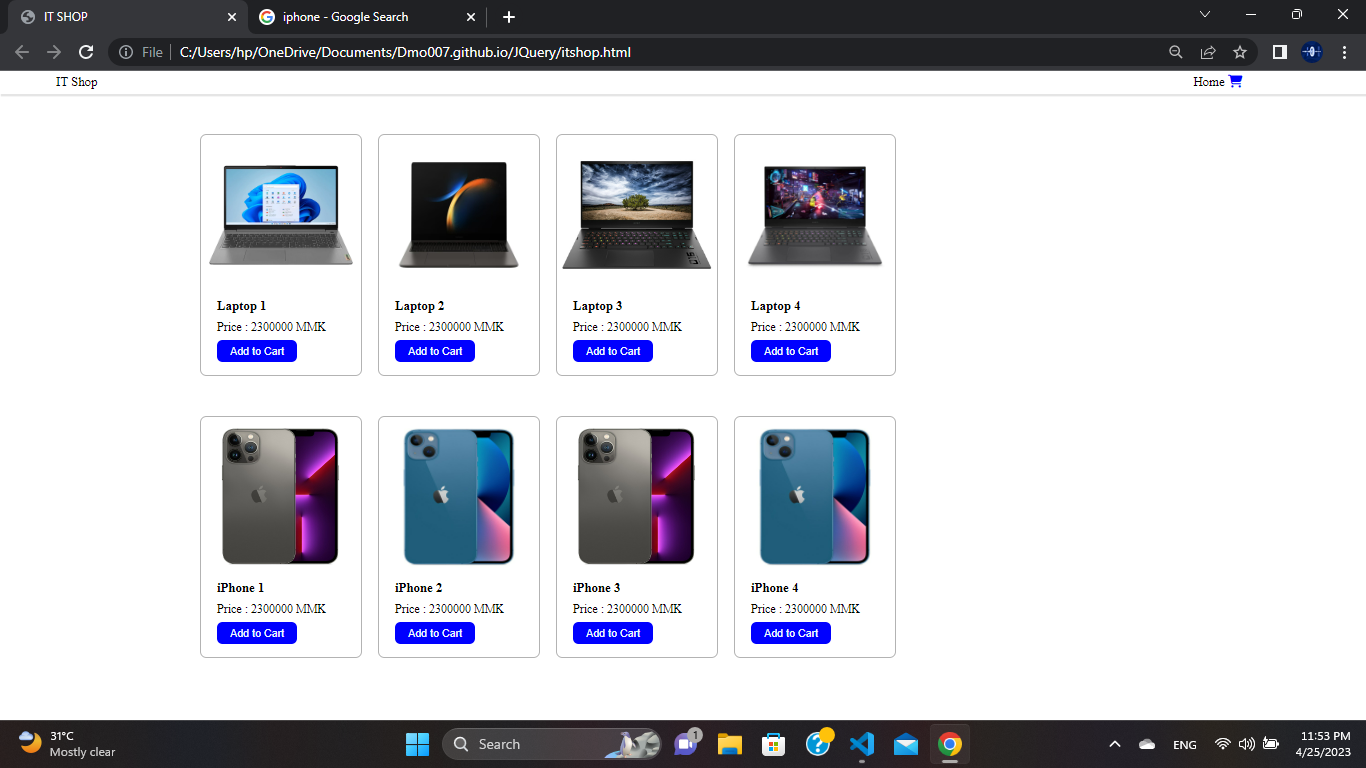 IT SHOP
iphone - Google Search
File
C:/Users/hp/OneDrive/Documents/Dmo007.github.io/JQuery/itshop.html
IT Shop
Home
Laptop 1
Price : 2300000 MMK
Add to Cart
Laptop 2
Price : 2300000 MMK
Add to Cart
Laptop 3
Price : 2300000 MMK
Add to Cart
Laptop 4
Price : 2300000 MMK
Add to Cart
iPhone 1
Price : 2300000 MMK
Add to Cart
iPhone 2
Price : 2300000 MMK
Add to Cart
iPhone 3
Price : 2300000 MMK
Add to Cart
iPhone 4
Price : 2300000 MMK
Add to Cart
31°C
Mostly clear
Search
1
ENG
11:53 PM
4/25/2023